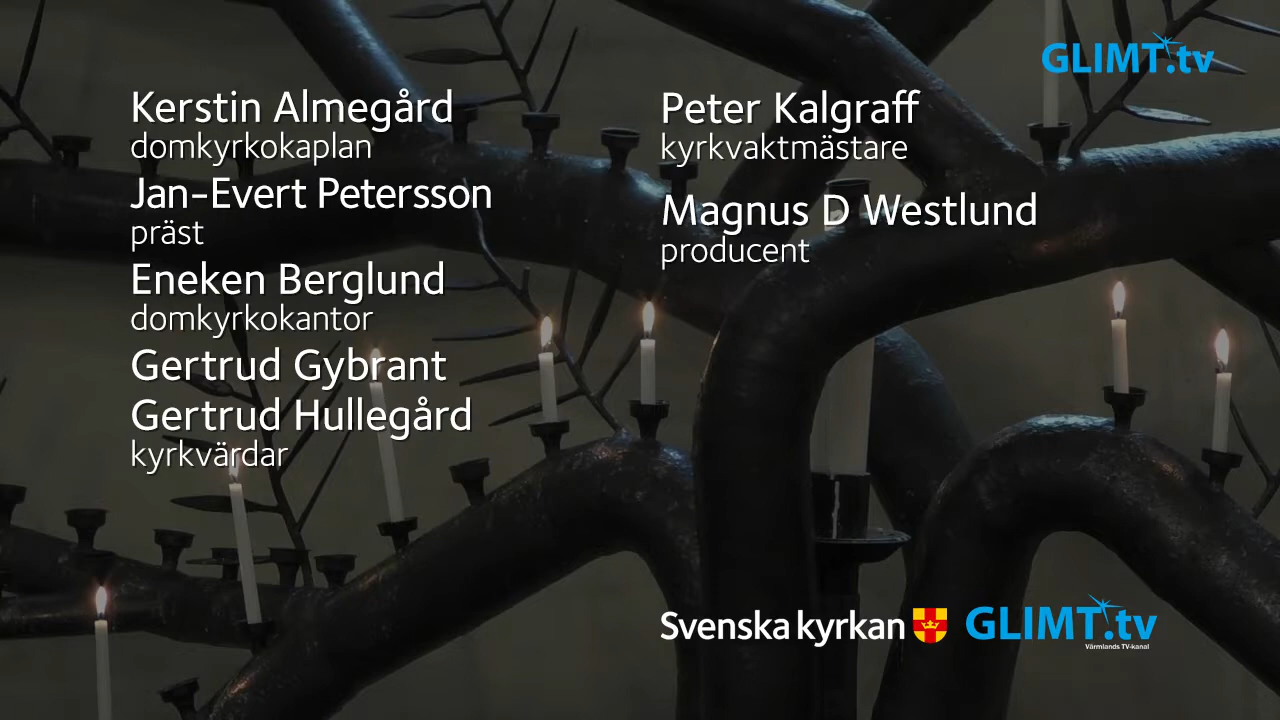 GLIMT.tv
Kerstin Almegård
domkyrkokaplan
Jan-Evert Petersson
präst
Eneken Berglund
domkyrkokantor
Gertrud Gybrant
Gertrud Hullegård
kyrkvärdar
Peter Kalgraff
kyrkvaktmästare
Magnus D Westlund
producent
Svenska kyrkan
GLIMT.tv
Värmlands TV-kanal